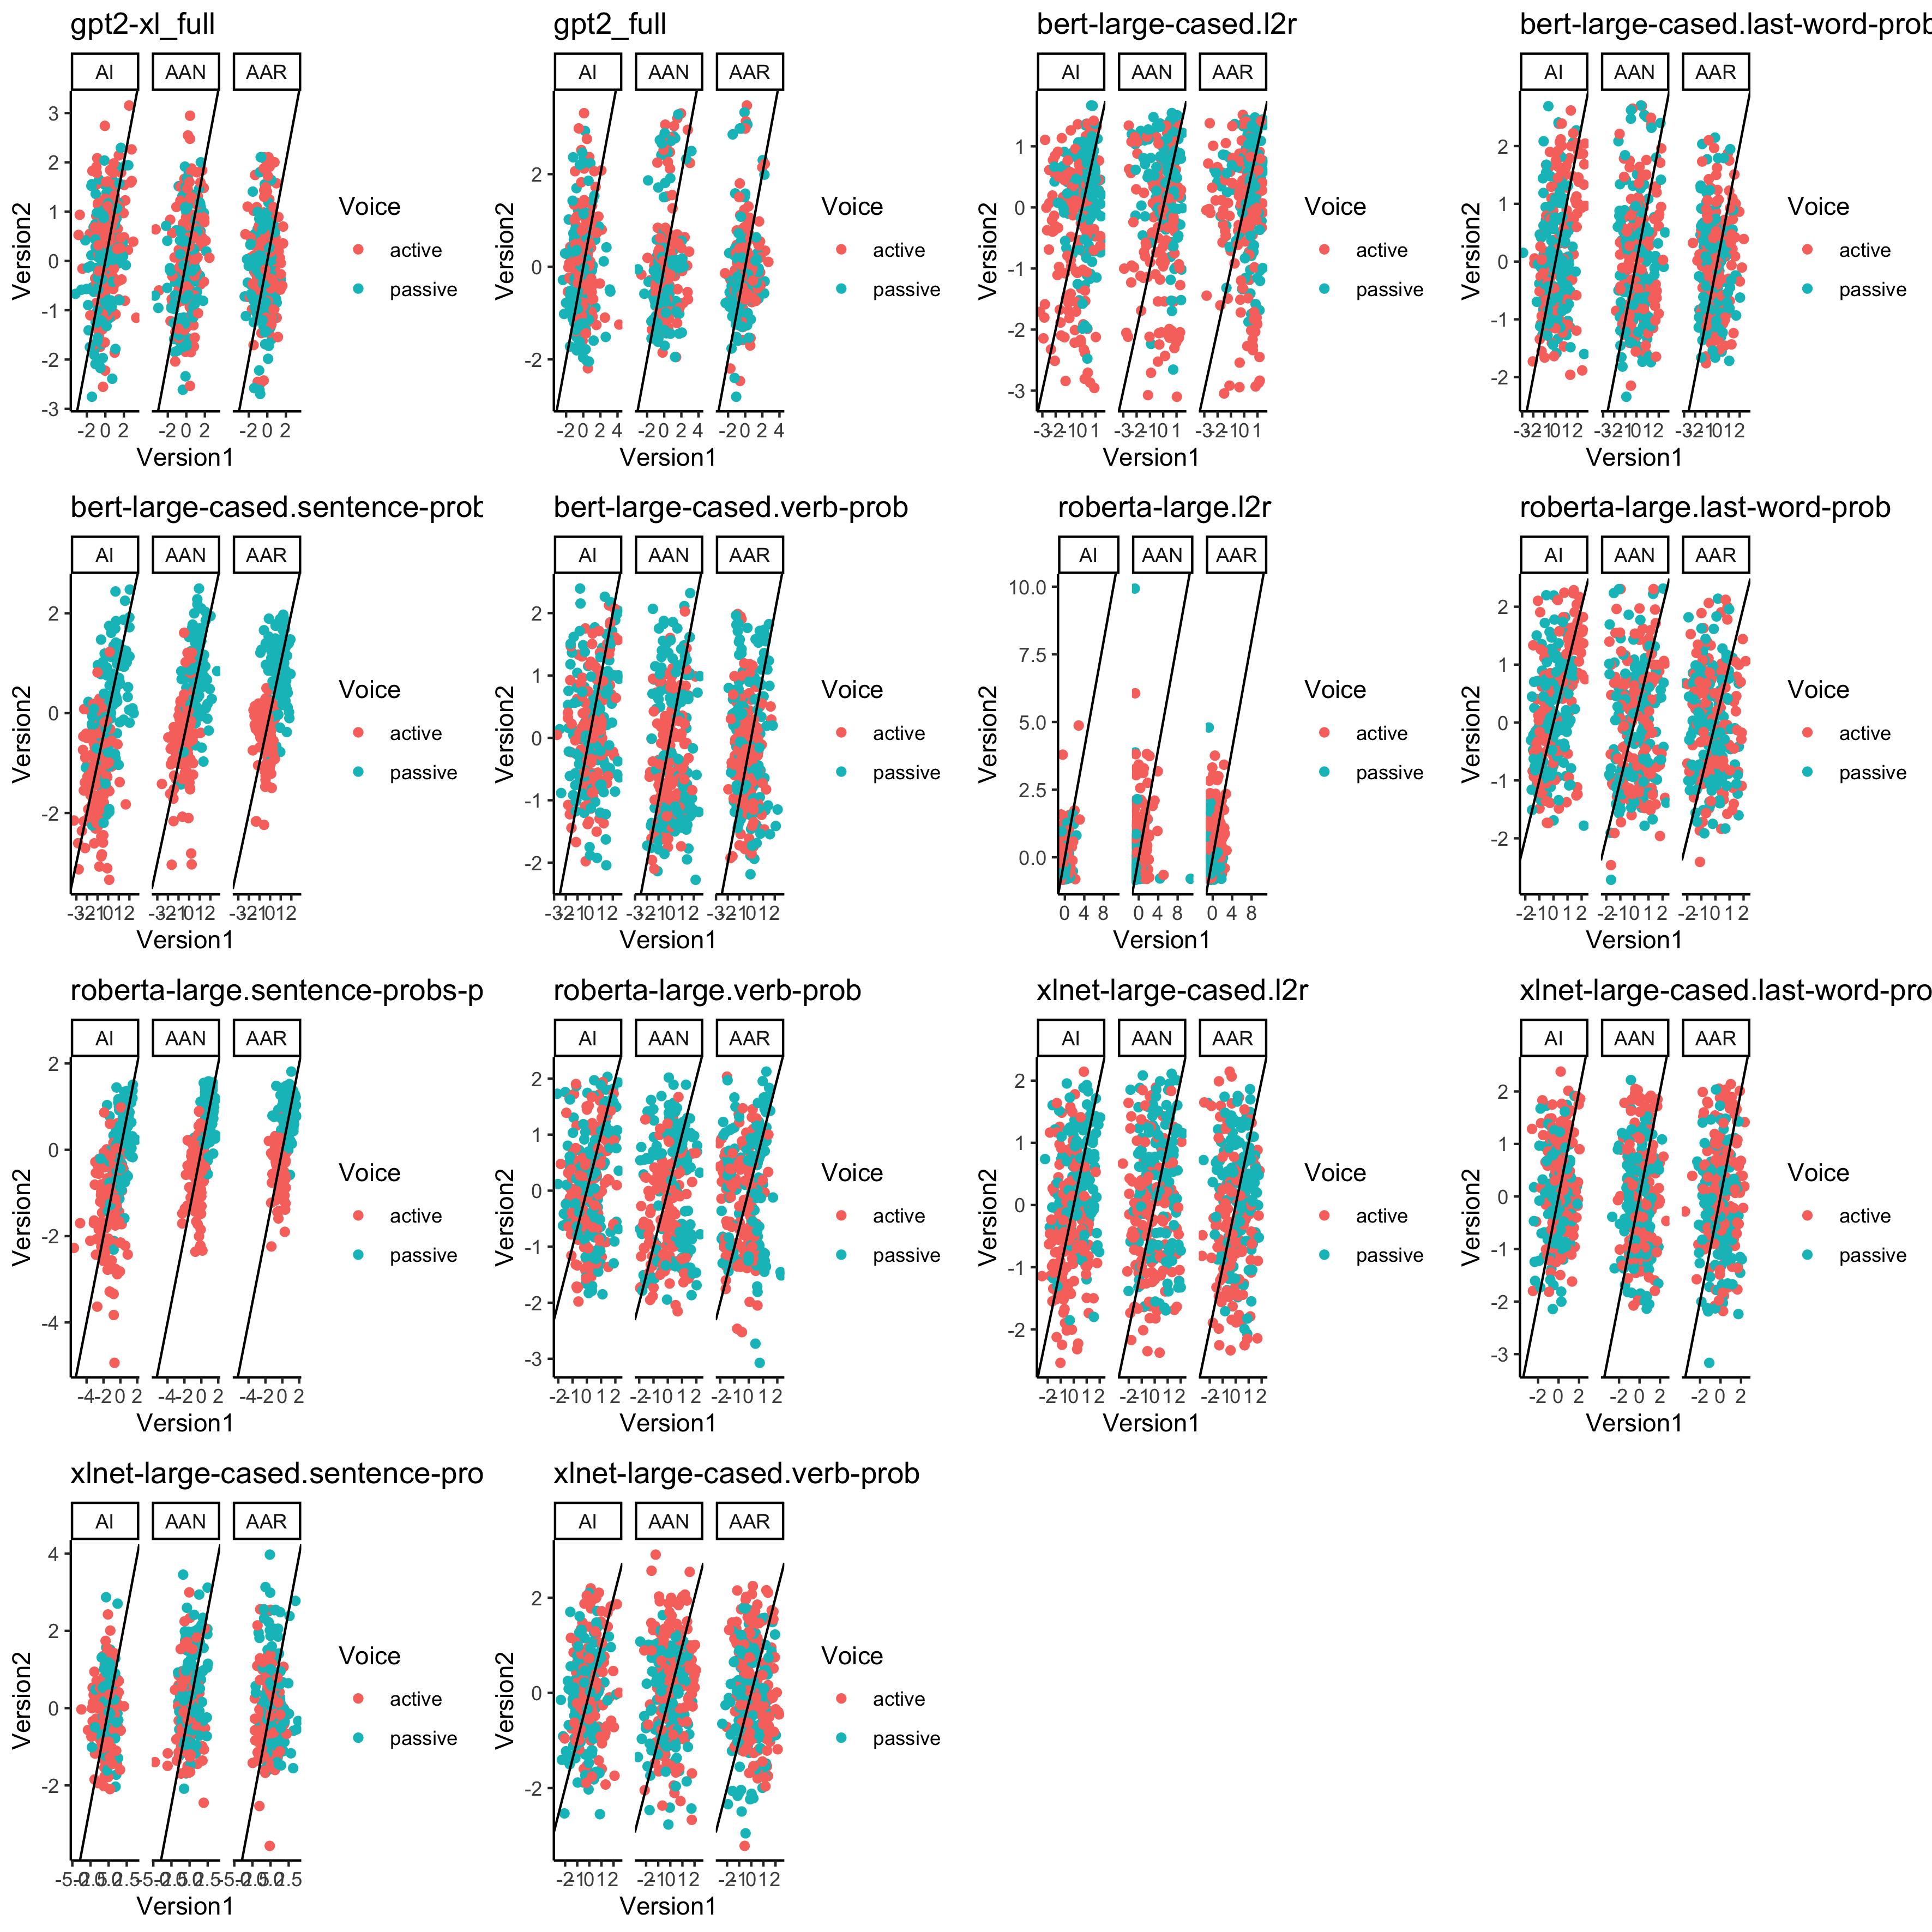 gpt2-xl_full
AI AAN AAR
3
2
1
0
-1
-2
-3
Version2
-2 0 2 -2 0 2 -2 0 2
Version1
Voice
active
passive
gpt2_full
AI AAN AAR
2
0
-2
Version2
-2 0 2 4 -2 0 2 4 -2 0 2 4
Version1
Voice
active
passive
bert-large-cased.l2r
AI AAN AAR
1
0
-1
-2
-3
Version2
-3 -2 -1 0 1 -3 -2 -1 0 1 -3 -2 -1 0 1
Version1
Voice
active
passive
bert-large-cased.last-word-prob
AI AAN AAR
2
1
0
-1
-2
Version2
-3 -2 -1 0 1 2 -3 -2 -1 0 1 2 -3 -2 -1 0 1 2
Version1
Voice
active
passive
bert-large-cased.sentence-prob
AI AAN AAR
2
0
-2
Version2
-3 -2 -1 0 1 2 -3 -2 -1 0 1 2 -3 -2 -1 0 1 2
Version1
Voice
active
passive
bert-large-cased.verb-prob
AI AAN AAR
2
1
0
-1
-2
Version2
-3 -2 -1 0 1 2 -3 -2 -1 0 1 2 -3 -2 -1 0 1 2
Version1
Voice
active
passive
roberta-large.l2r
AI AAN AAR
10.0
7.5
5.0
2.5
0.0
Version2
0 4 8 0 4 8 0 4 8
Version1
Voice
active
passive
roberta-large.last-word-prob
AI AAN AAR
2
1
0
-1
-2
Version2
-2 -1 0 1 2 -2 -1 0 1 2 -2 -1 0 1 2
Version1
Voice
active
passive
roberta-large.sentence-probs-p
AI AAN AAR
2
0
-2
-4
Version2
-4 -2 0 2 -4 -2 0 2 -4 -2 0 2
Version1
Voice
active
passive
roberta-large.verb-prob
AI AAN AAR
2
1
0
-1
-2
-3
Version2
-2 -1 0 1 2 -2 -1 0 1 2 -2 -1 0 1 2
Version1
Voice
active
passive
xlnet-large-cased.l2r
AI AAN AAR
2
1
0
-1
-2
Version2
-2 -1 0 1 2 -2 -1 0 1 2 -2 -1 0 1 2
Version1
Voice
active
passive
xlnet-large-cased.last-word-pro
AI AAN AAR
2
1
0
-1
-2
-3
Version2
-2 0 2 -2 0 2 -2 0 2
Version1
Voice
active
passive
xlnet-large-cased.sentence-pro
AI AAN AAR
4
2
0
-2
Version2
-5.0 -2.5 0.0 2.5 -5.0 -2.5 0.0 2.5 -5.0 -2.5 0.0 2.5
Version1
Voice
active
passive
xlnet-large-cased.verb-prob
AI AAN AAR
2
0
-2
Version2
-2 -1 0 1 2 -2 -1 0 1 2 -2 -1 0 1 2
Version1
Voice
active
passive